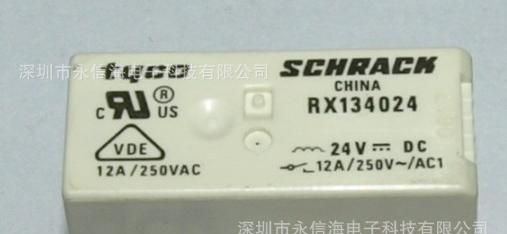 深圳市永信海电子科技有限公司
tyco
SCHRACK
CHINA
RX134024
C RU ® US
VDE
12A/250VAC
24V DC
12A/250V~/AC1
深圳市永信海电子科技有限公司